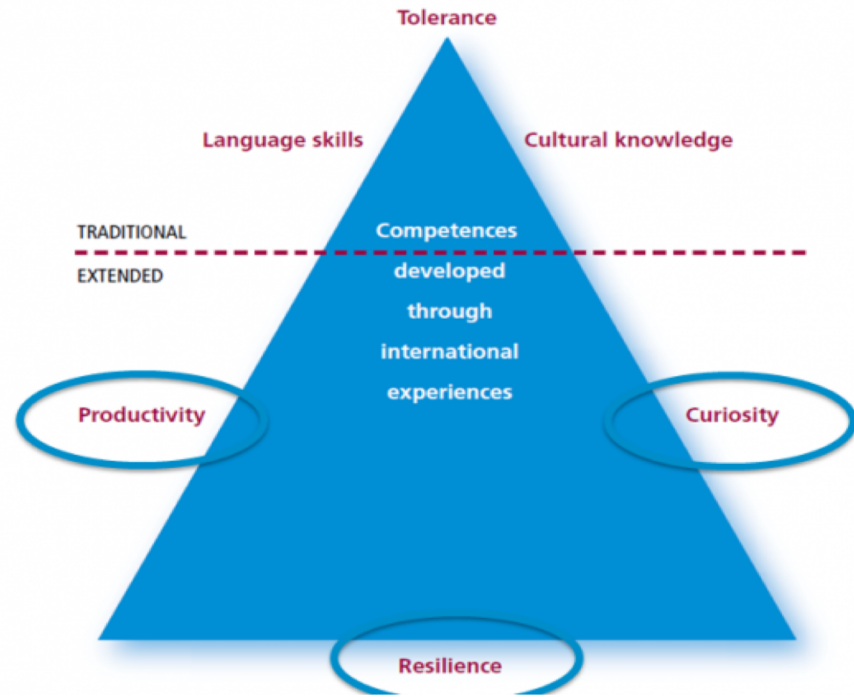 Tolerance
Language skills
Cultural knowledge
TRADITIONAL
Competences
EXTENDED
developed
through
international
experiences
Productivity
Curiosity
Resilience